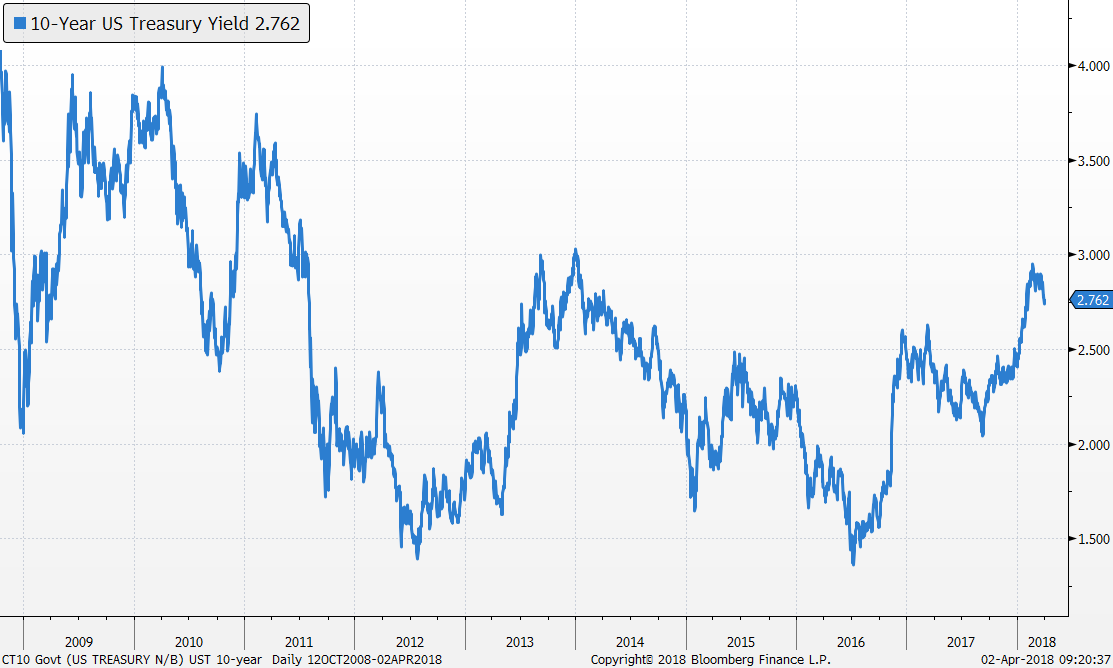 10-Year US Treasury Yield 2.762
4.000
3.500
3.000
2.762
2.500
2.000
1.500
2009 2010 2011 2012 2013 2014 2015 2016 2017 2018
CT10 Govt (US TREASURY N/B) UST 10-year Daily 12OCT2008-02APR2018 Copyright© 2018 Bloomberg Finance L.P. 02-Apr-2018 09:20:37